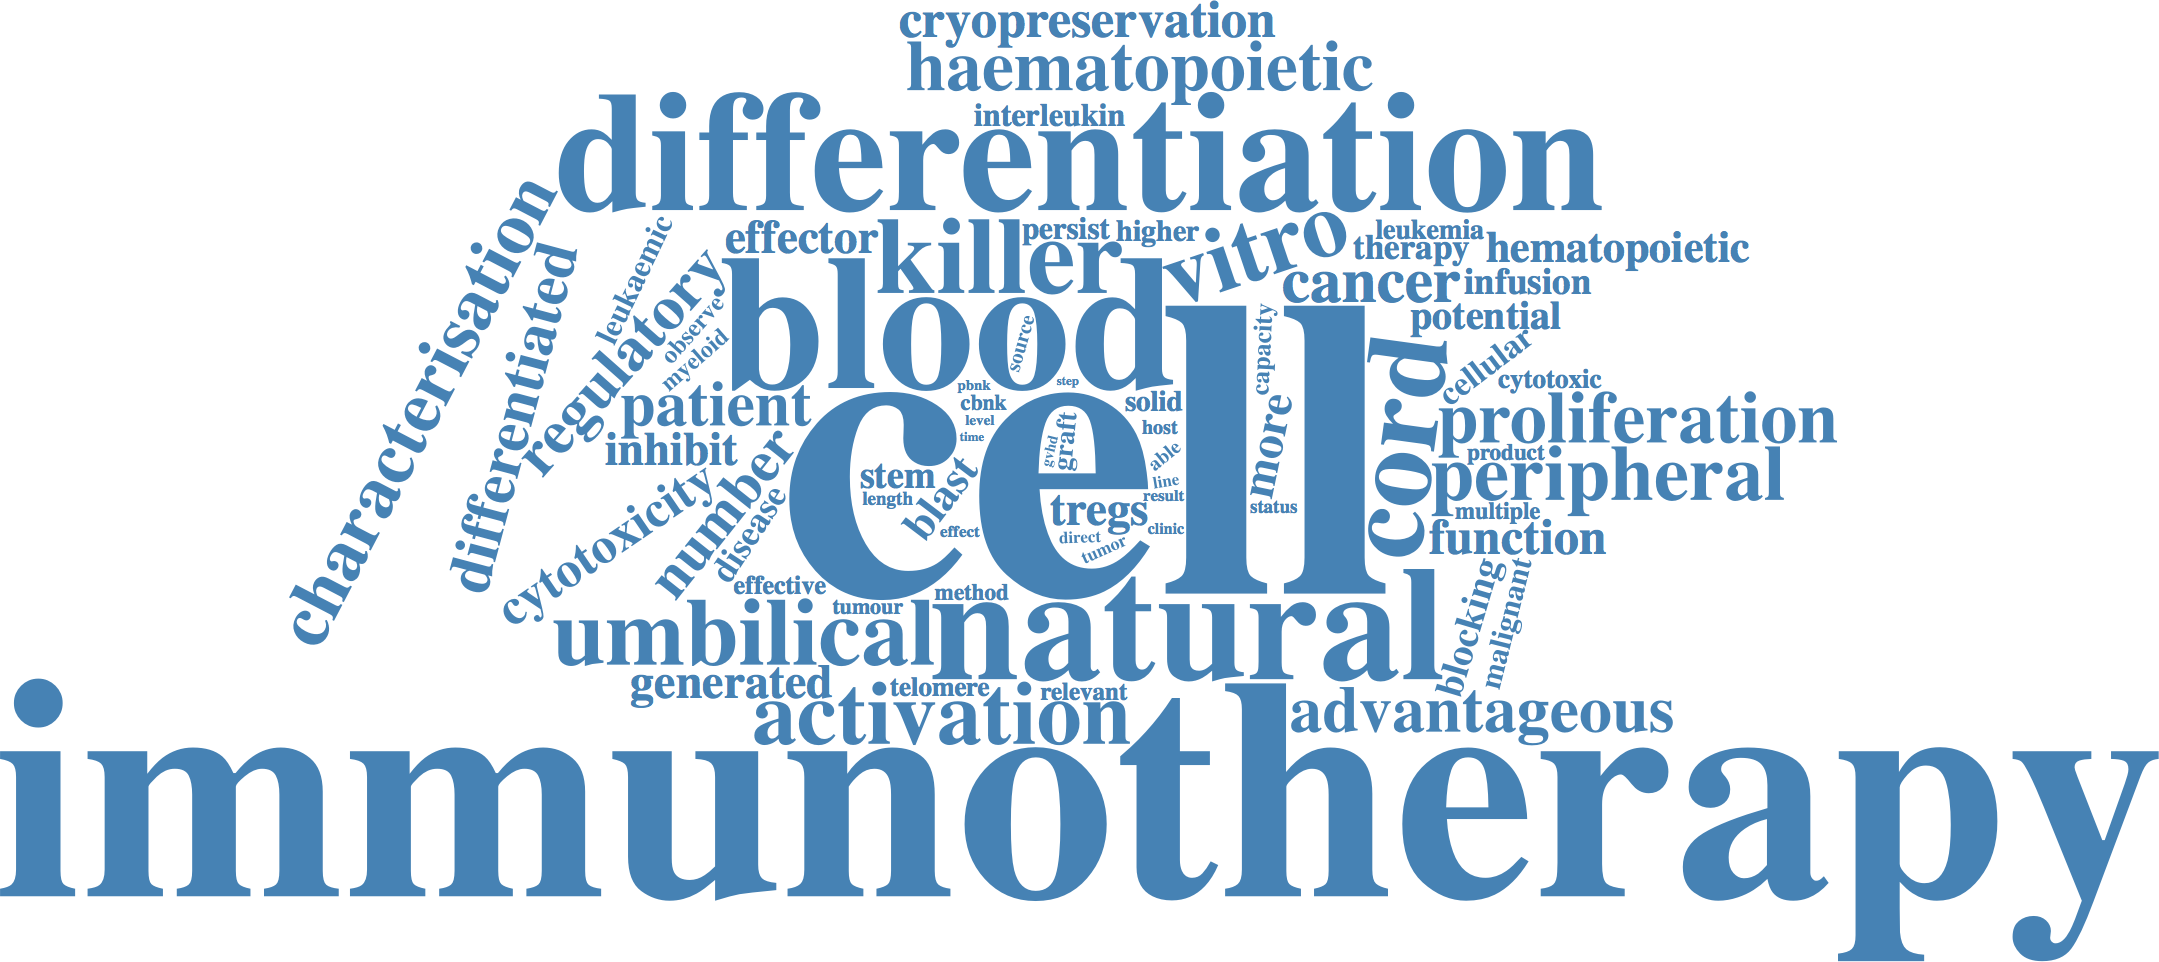 cryopreservation
haematopoietic
interleukin
differentiation
characterisation
differentiated
leukaemic
regulatory
observe
myeloid
effector
killer
persist
higher
vitro
leukemia
therapy
hematopoietic
cancer
infusion
potential
blood
source
capacity
cord
cellular
cytotoxic
patient
inhibit
pbnk
step
cbnk
level
time
solid
host
graft
gvhd
able
more
proliferation
product
peripheral
cell
stem
length
blast
line
result
tregs
status
multiple
function
cytotoxicity
number
disease
effect
direct
tumor
clinic
effective
tumour
method
umbilical
natural
blocking
malignant
generated
telomere
relevant
activation
advantageous
immunotherapy